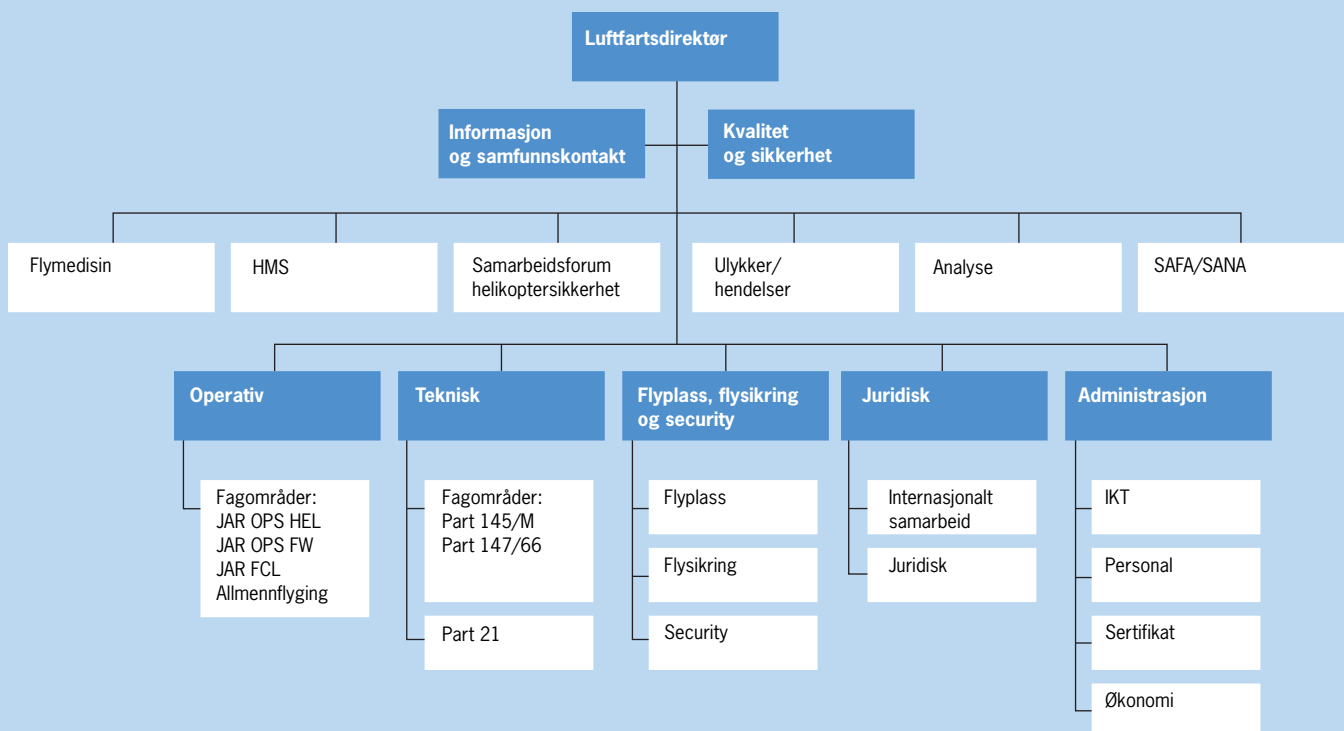 Luftfartsdirektør
Informasjon
og samfunnskontakt
Kvalitet
og sikkerhet
Flymedisin
HMS
Samarbeidsforum
helikoptersikkerhet
Ulykker/
hendelser
Analyse
SAFA/SANA
Operativ
Teknisk
Flyplass, flysikring
og security
Juridisk
Administrasjon
Fagområder:
JAR OPS HEL
JAR OPS FW
JAR FCL
Allmennflyging
Fagområder:
Part 145/M
Part 147/66
Part 21
Flyplass
Flysikring
Security
Internasjonalt
samarbeid
Juridisk
IKT
Personal
Sertifikat
Økonomi